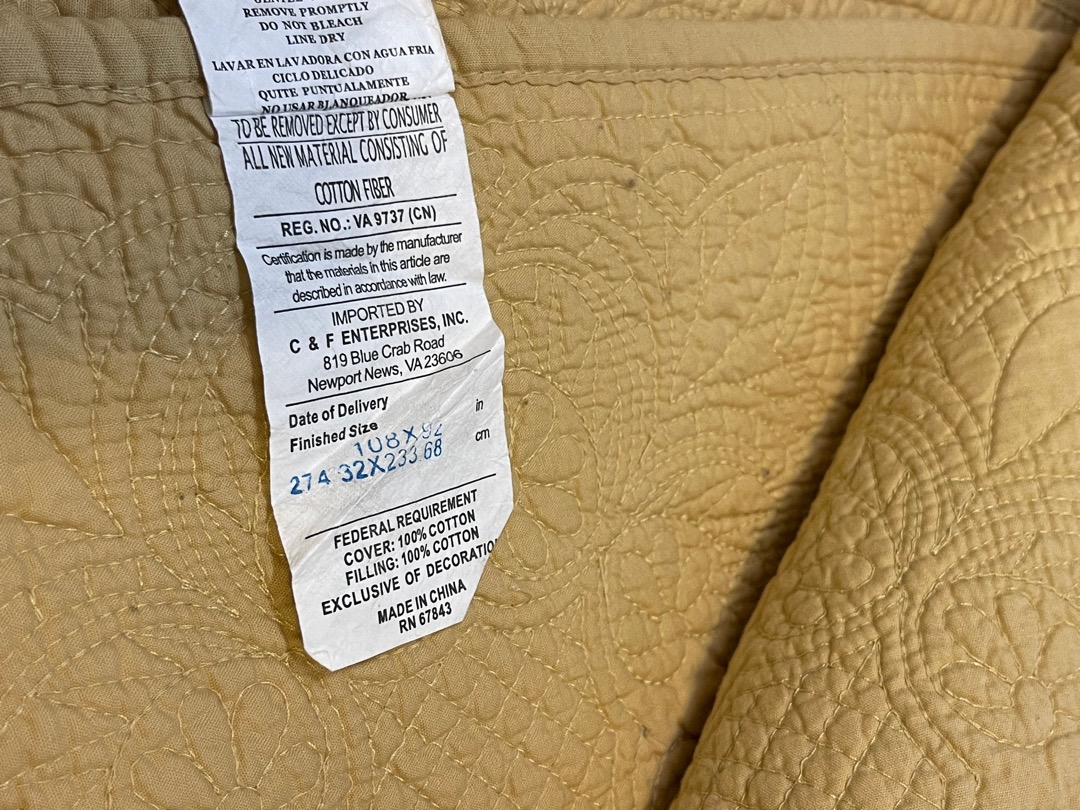 REMOVE PROMPTLY
DO NOT BLEACH
LINE DRY
LAVAR EN LAVADORA CON AGUA FRIA
CICLO DELICADO
QUITE PUNTUALAMENTE
NO USAR BLANQUEADOR
TO BE REMOVED EXCEPT BY CONSUMER
ALL NEW MATERIAL CONSISTING OF
COTTON FIBER
REG. NO.: VA 9737 (CN)
Certification is made by the manufacturer
that the materials in this article are
described in accordance with law.
IMPORTED BY
C & F ENTERPRISES, INC.
819 Blue Crab Road
Newport News, VA 23606
Date of Delivery
Finished Size in
108X92
cm
274 32X233 68
FEDERAL REQUIREMENT
COVER: 100% COTTON
FILLING: 100% COTTON
EXCLUSIVE OF DECORATIO
MADE IN CHINA
RN 67843